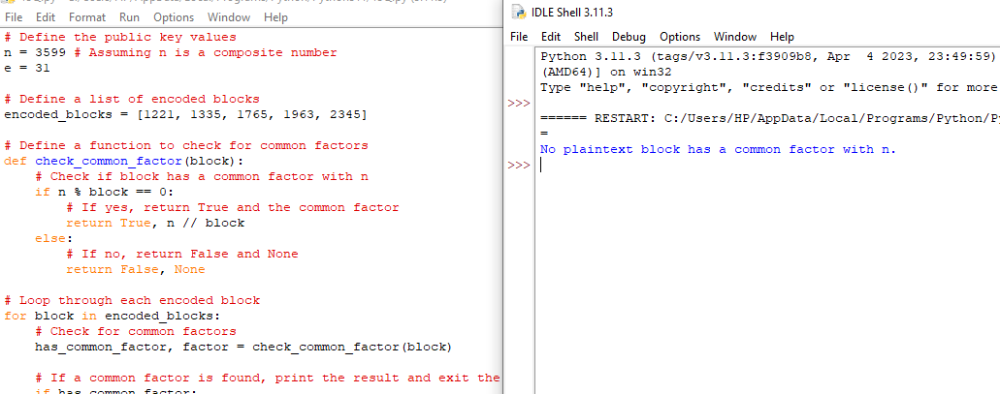 File Edit Format Run Options Window Help
# Define the public key values
n = 3599 # Assuming n is a composite number
e = 31
# Define a list of encoded blocks
encoded_blocks = [1221, 1335, 1765, 1963, 2345]
# Define a function to check for common factors
def check_common_factor(block):
# Check if block has a common factor with n
if n % block == 0:
# If yes, return True and the common factor
return True, n // block
else:
# If no, return False and None
return False, None
# Loop through each encoded block
for block in encoded_blocks:
# Check for common factors
has_common_factor, factor = check_common_factor(block)
# If a common factor is found, print the result and exit the
if has_common_factor:
IDLE Shell 3.11.3
File Edit Shell Debug Options Window Help
Python 3.11.3 (tags/v3.11.3:f3909b8, Apr 4 2023, 23:49:59)
(AMD64)] on win32
Type "help", "copyright", "credits" or "license()" for more
>>>
====== RESTART: C:/Users/HP/AppData/Local/Programs/Python/Py
=
No plaintext block has a common factor with n.
>>>